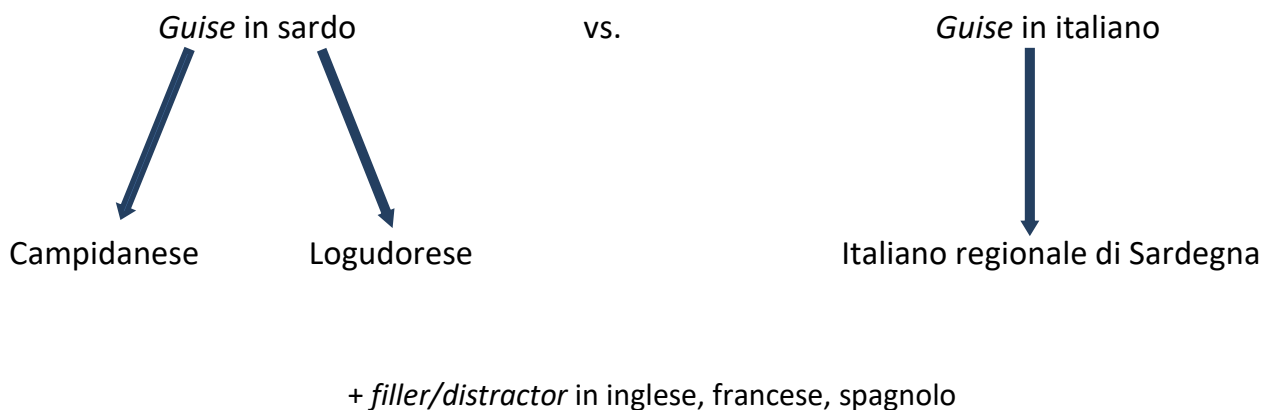 Guise in sardo vs. Guise in italiano
Campidanese Logudorese Italiano regionale di Sardegna
+ filler/distractor in inglese, francese, spagnolo